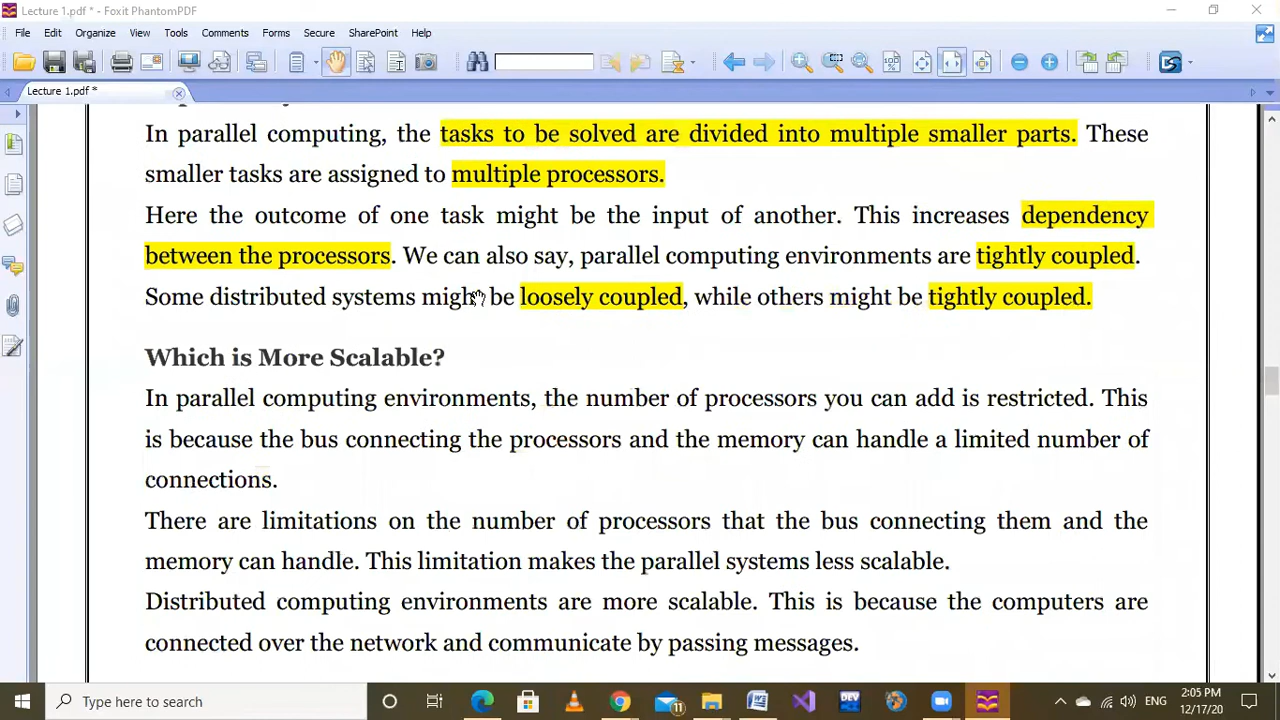 Lecture 1.pdf * - Foxit PhantomPDF
File Edit Organize View Tools Comments Forms Secure SharePoint Help
Lecture 1.pdf *
In parallel computing, the tasks to be solved are divided into multiple smaller parts. These
smaller tasks are assigned to multiple processors.
Here the outcome of one task might be the input of another. This increases dependency
between the processors. We can also say, parallel computing environments are tightly coupled.
Some distributed systems might be loosely coupled, while others might be tightly coupled.
Which is More Scalable?
In parallel computing environments, the number of processors you can add is restricted. This
is because the bus connecting the processors and the memory can handle a limited number of
connections.
There are limitations on the number of processors that the bus connecting them and the
memory can handle. This limitation makes the parallel systems less scalable.
Distributed computing environments are more scalable. This is because the computers are
connected over the network and communicate by passing messages.
Type here to search
11
DEV
ENG
2:05 PM
12/17/20